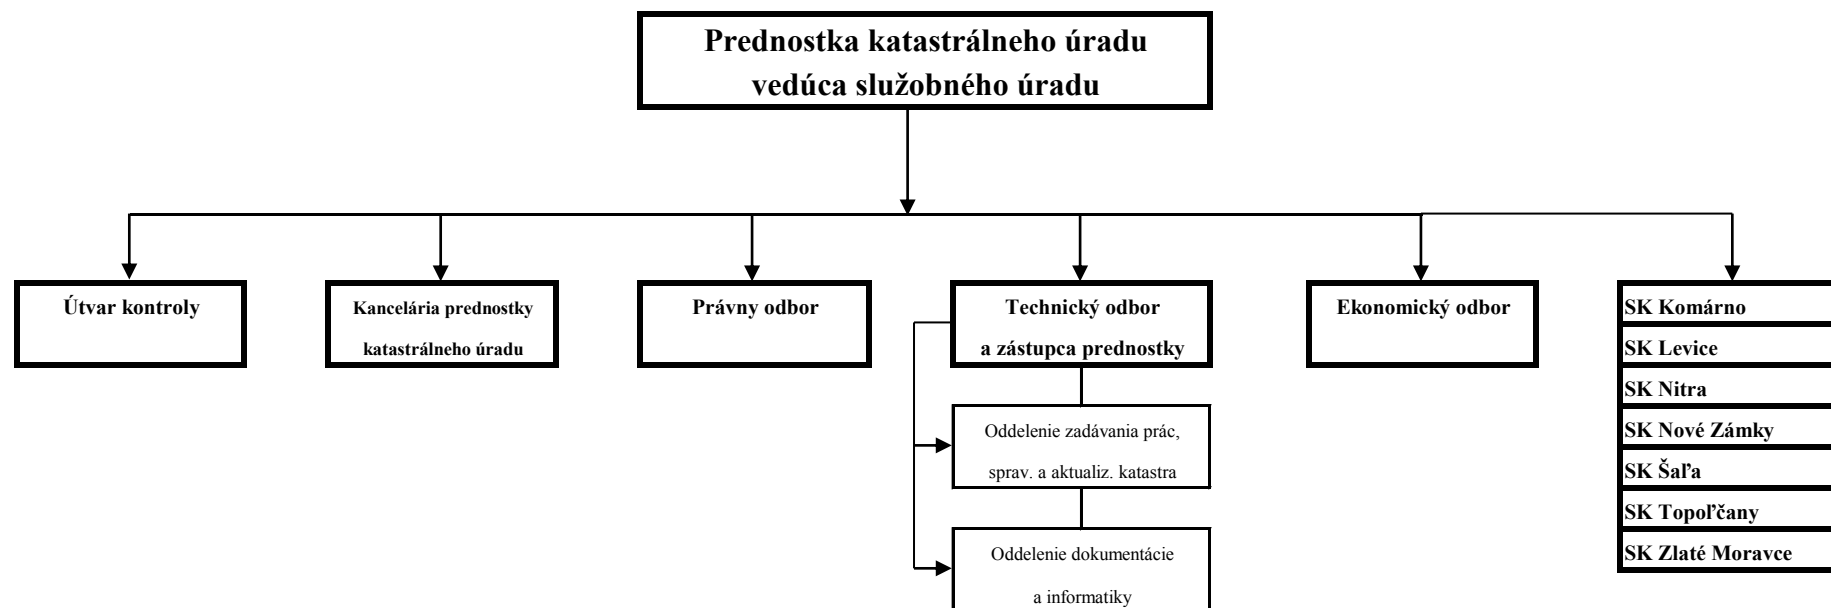 Prednostka katastrálneho úradu
vedúca služobného úradu
Útvar kontroly
Kancelária prednostky
katastrálneho úradu
Právny odbor
Technický odbor
a zástupca prednostky
Oddelenie zadávania prác,
sprav. a aktualiz. katastra
Oddelenie dokumentácie
a informatiky
Ekonomický odbor
SK Komárno
SK Levice
SK Nitra
SK Nové Zámky
SK Šaľa
SK Topoľčany
SK Zlaté Moravce